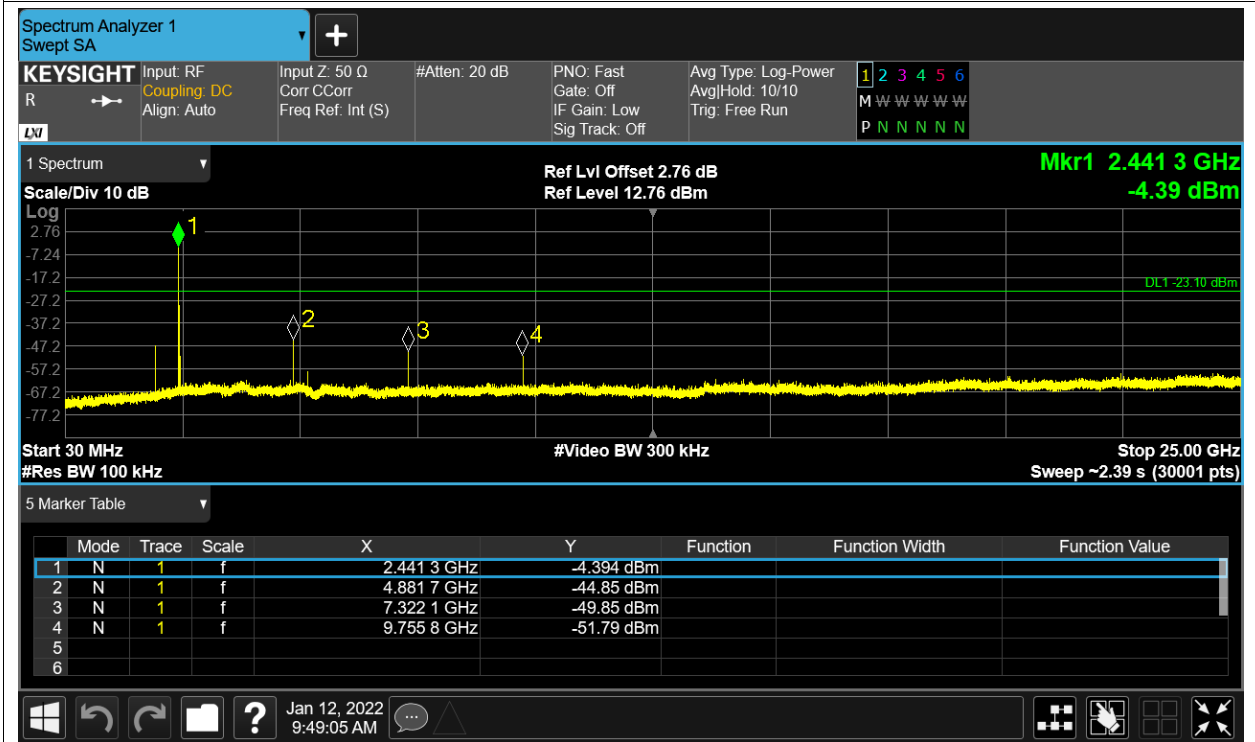 Spectrum Analyzer 1
Swept SA
+
KEYSIGHT
R
LXI
Input: RF
Coupling: DC
Align: Auto
Input Z: 50 Ω
Corr CCorr
Freq Ref: Int (S)
#Atten: 20 dB
PNO: Fast
Gate: Off
IF Gain: Low
Sig Track: Off
Avg Type: Log-Power
Avg|Hold: 10/10
Trig: Free Run
1 2 3 4 5 6
M W W W W W
P N N N N N
1 Spectrum
Scale/Div 10 dB
Ref Lvl Offset 2.76 dB
Ref Level 12.76 dBm
Mkr1 2.441 3 GHz
-4.39 dBm
Log
2.76
-7.24
-17.2
-27.2
-37.2
-47.2
-57.2
-67.2
-77.2
1
2
3
4
DL1 -23.10 dBm
Start 30 MHz
#Res BW 100 kHz
#Video BW 300 kHz
Stop 25.00 GHz
Sweep ~2.39 s (30001 pts)
5 Marker Table
Mode Trace Scale X Y Function Function Width Function Value
1 N 1 f 2.441 3 GHz -4.394 dBm
2 N 1 f 4.881 7 GHz -44.85 dBm
3 N 1 f 7.322 1 GHz -49.85 dBm
4 N 1 f 9.755 8 GHz -51.79 dBm
5
6
?
Jan 12, 2022
9:49:05 AM